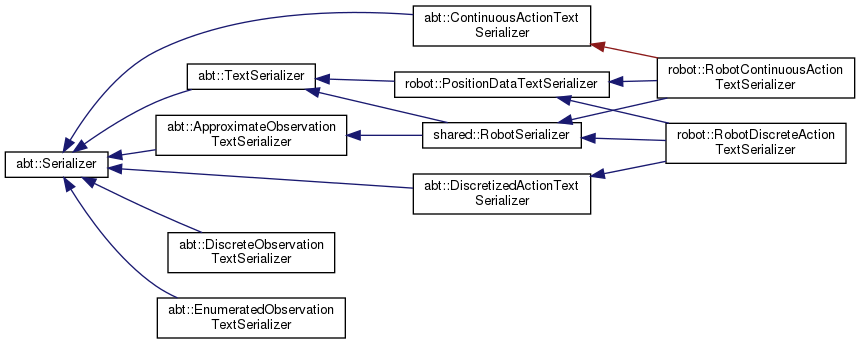 abt::ContinuousActionText
Serializer
abt::TextSerializer
robot::PositionDataTextSerializer
robot::RobotContinuousAction
TextSerializer
abt::ApproximateObservation
TextSerializer
shared::RobotSerializer
robot::RobotDiscreteAction
TextSerializer
abt::Serializer
abt::DiscretizedActionText
Serializer
abt::DiscreteObservation
TextSerializer
abt::EnumeratedObservation
TextSerializer